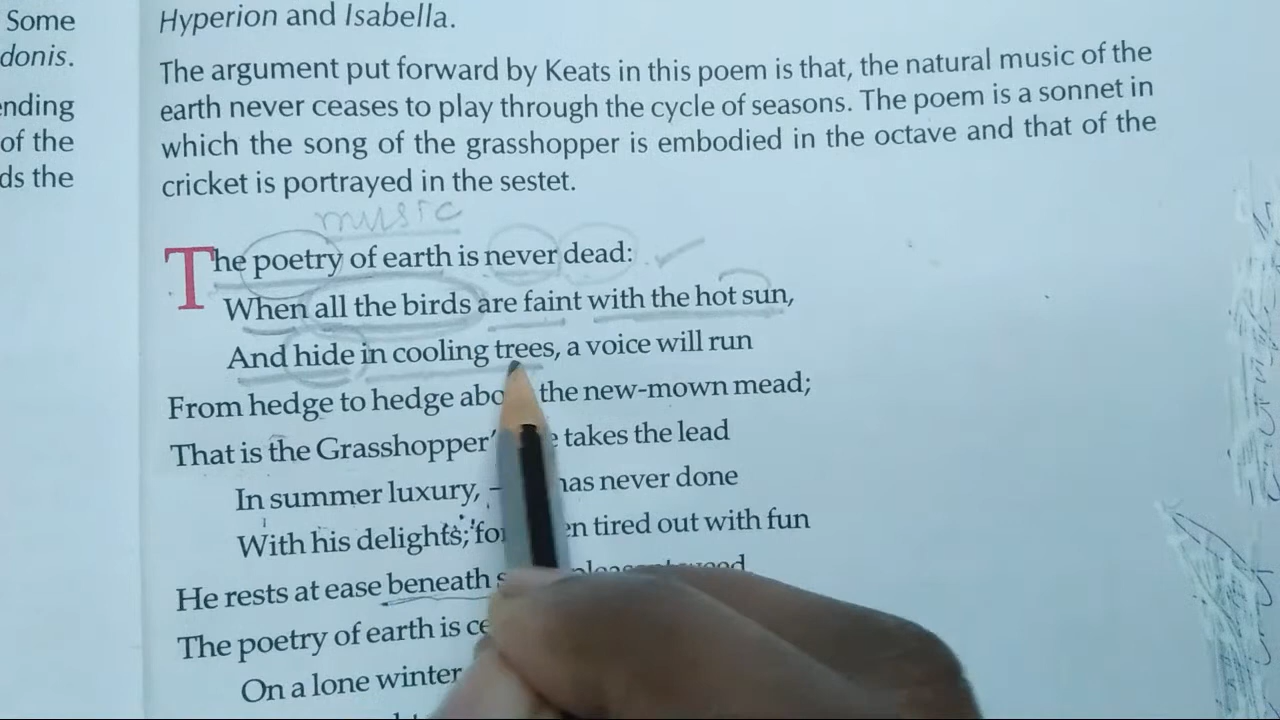 Some
donis.
ending
of the
ds the
Hyperion and Isabella.
The argument put forward by Keats in this poem is that, the natural music of the
earth never ceases to play through the cycle of seasons. The poem is a sonnet in
which the song of the grasshopper is embodied in the octave and that of the
cricket is portrayed in the sestet.
music
The poetry of earth is never dead:
When all the birds are faint with the hot sun,
And hide in cooling trees, a voice will run
From hedge to hedge abo the new-mown mead;
That is the Grasshopper' takes the lead
In summer luxury, – has never done
With his delights; for en tired out with fun
He rests at ease beneath
The poetry of earth is ce
On a lone winter